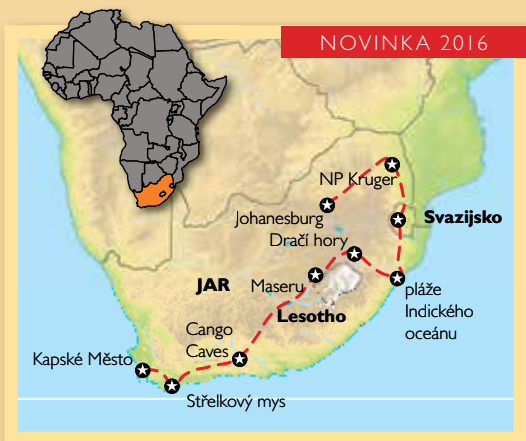 NOVINKA 2016
NP Kruger
Johanesburg
Svazijsko
Dračí hory
JAR
Maseru
pláže
Indického
oceánu
Lesotho
Cango
Caves
Kapské Město
Střelkový mys